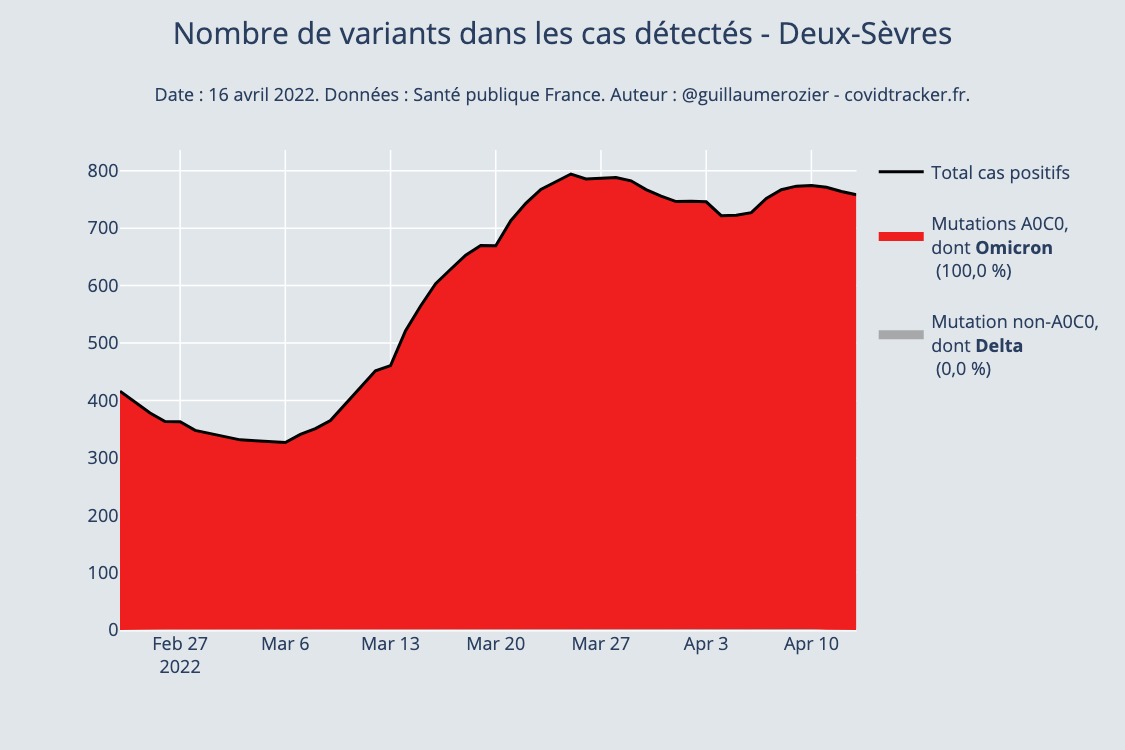 Nombre de variants dans les cas détectés - Deux-Sèvres
Date : 16 avril 2022. Données : Santé publique France. Auteur : @guillaumerozier - covidtracker.fr.
800
700
600
500
400
300
200
100
0
Feb 27
2022
Mar 6
Mar 13
Mar 20
Mar 27
Apr 3
Apr 10
Total cas positifs
Mutations A0C0,
dont Omicron
(100,0 %)
Mutation non-A0C0,
dont Delta
(0,0 %)